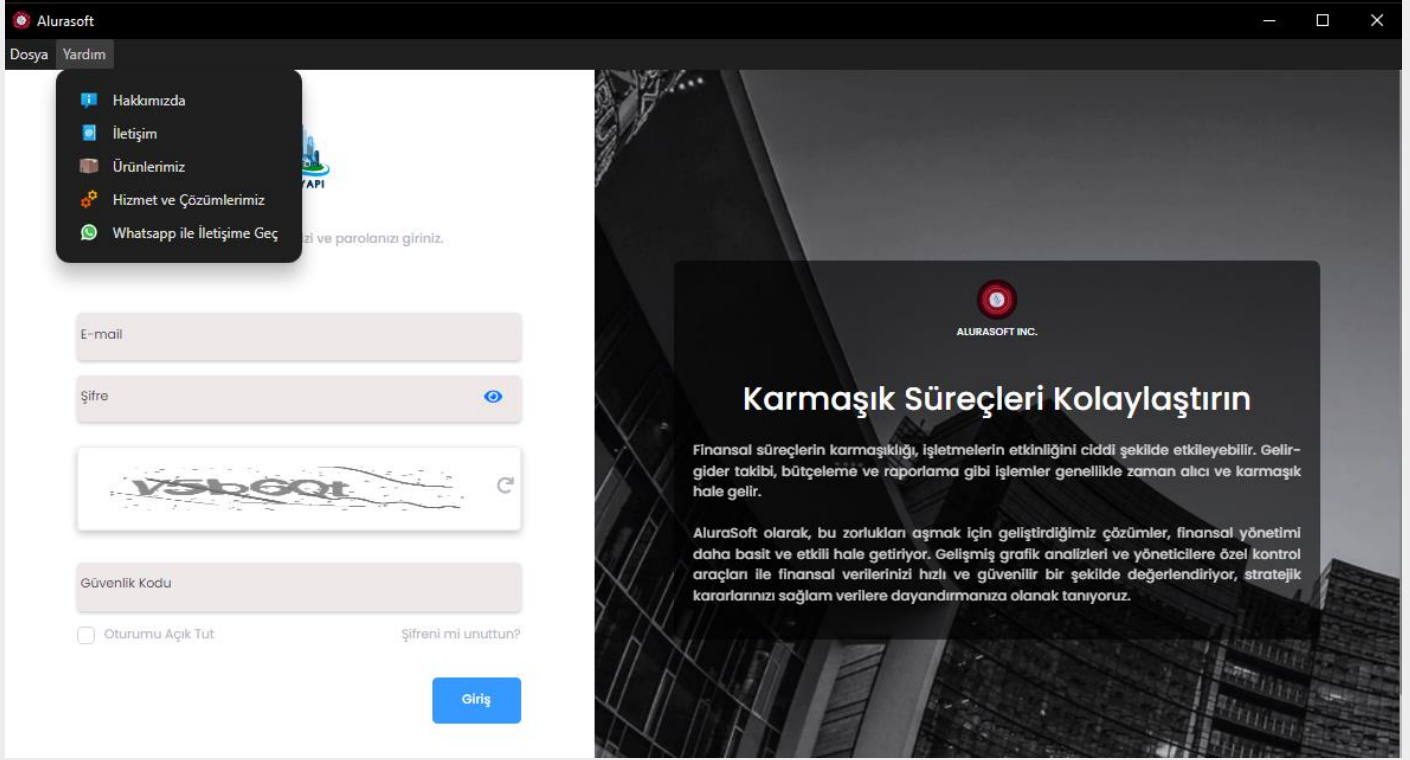 Alurasoft
Dosya Yardım
Hakkımızda
İletişim
Ürünlerimiz
Hizmet ve Çözümlerimiz
Whatsapp ile İletişime Geç
YAPI
ve parolanızı giriniz.
E-mail
Şifre
Güvenlik Kodu
Oturumu Açık Tut
Şifreni mi unuttun?
Giriş
ALURASOFT INC.
Karmaşık Süreçleri Kolaylaştırın
Finansal süreçlerin karmaşıklığı, işletmelerin etkinliğini ciddi şekilde etkileyebilir. Gelir-
gider takibi, bütçeleme ve raporlama gibi işlemler genellikle zaman alıcı ve karmaşık
hale gelir.
AluraSoft olarak, bu zorlukları aşmak için geliştirdiğimiz çözümler, finansal yönetimi
daha basit ve etkili hale getiriyor. Gelişmiş grafik analizleri ve yöneticilere özel kontrol
araçları ile finansal verilerinizi hızlı ve güvenilir bir şekilde değerlendiriyor, stratejik
kararlarınızı sağlam verilere dayandırmanıza olanak tanıyoruz.